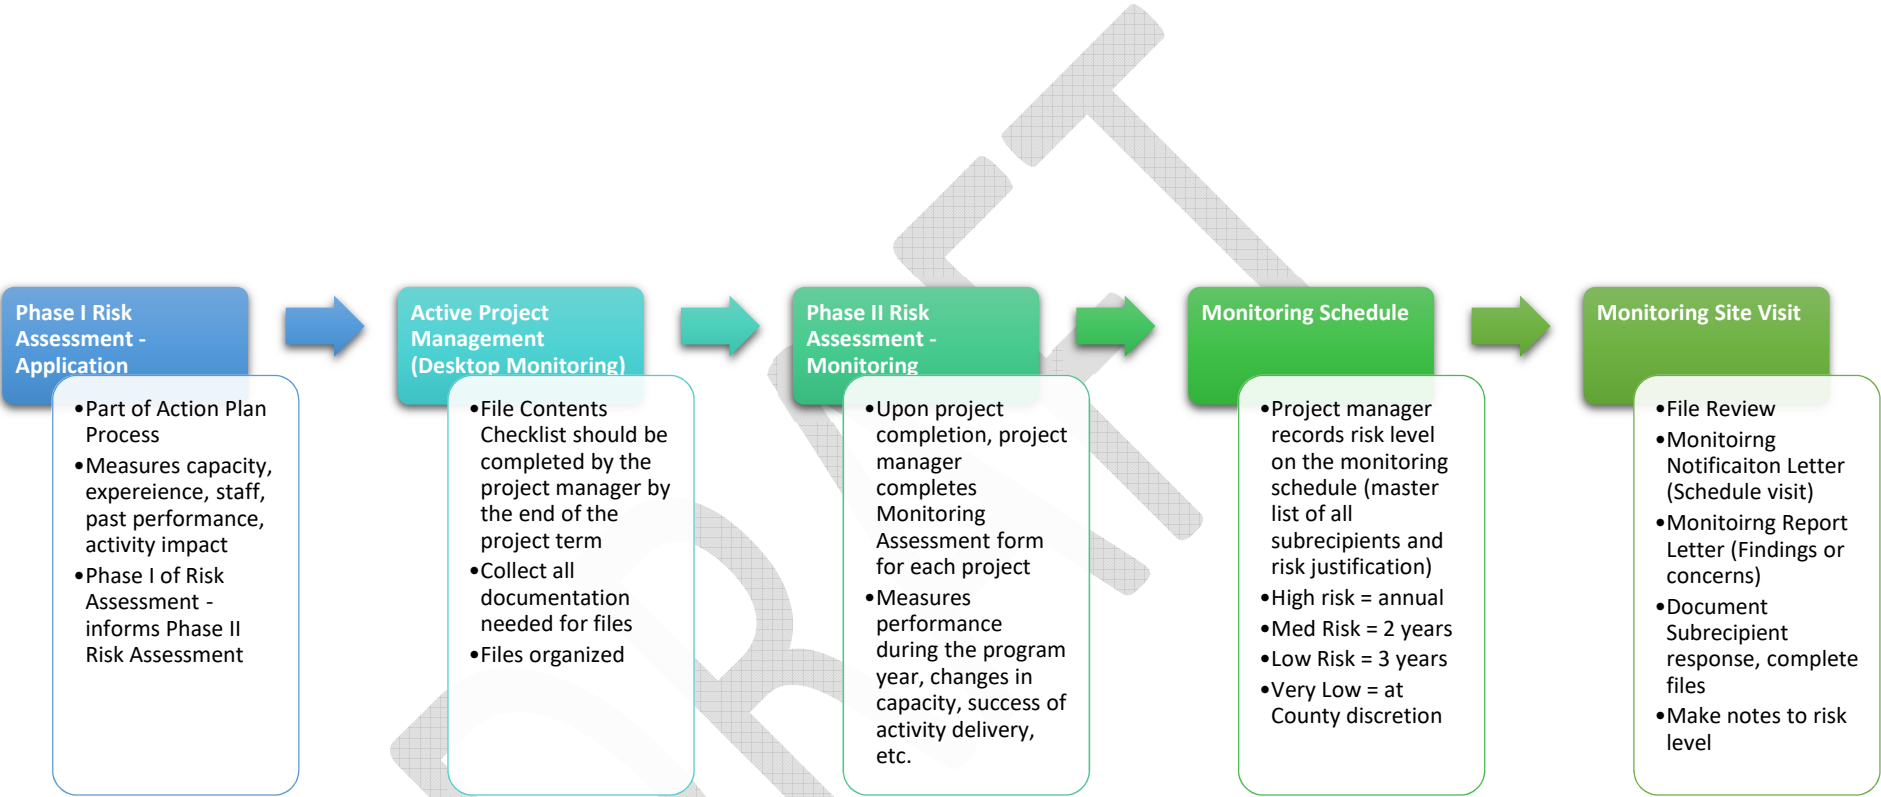 Phase I Risk
Assessment -
Application
•Part of Action Plan
Process
•Measures capacity,
expereience, staff,
past performance,
activity impact
•Phase I of Risk
Assessment -
informs Phase II
Risk Assessment
Active Project
Management
(Desktop Monitoring)
•File Contents
Checklist should be
completed by the
project manager by
the end of the
project term
•Collect all
documentation
needed for files
•Files organized
Phase II Risk
Assessment -
Monitoring
•Upon project
completion, project
manager
completes
Monitoring
Assessment form
for each project
•Measures
performance
during the program
year, changes in
capacity, success of
activity delivery,
etc.
Monitoring Schedule
•Project manager
records risk level
on the monitoring
schedule (master
list of all
subrecipients and
risk justification)
•High risk = annual
•Med Risk = 2 years
•Low Risk = 3 years
•Very Low = at
County discretion
Monitoring Site Visit
•File Review
•Monitoirng
Notificaiton Letter
(Schedule visit)
•Monitoirng Report
Letter (Findings or
concerns)
•Document
Subrecipient
response, complete
files
•Make notes to risk
level
DRAFT